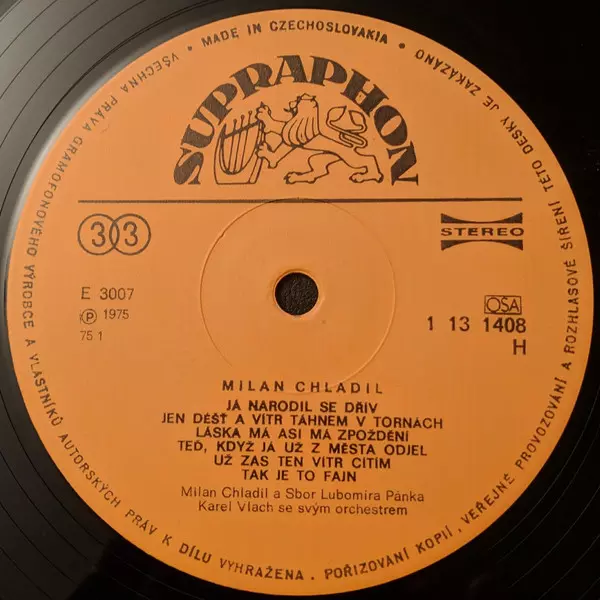 VŠECHNA PRÁVA GRAMOFONOVÉHO VÝROBCE A VLASTNÍKŮ AUTORSKÝCH PRÁV K DÍLU VYHRAŽENA. POŘIZOVÁNÍ KOPIÍ, VEŘEJNÉ PROVOZOVÁNÍ A ROZHLASOVÉ ŠÍŘENÍ TÉTO DESKY JE ZAKÁZÁNO • MADE IN CZECHOSLOVAKIA •
SUPRAPHON
33
STEREO
E 3007
OSA
℗ 1975
1 13 1408
75 1
H
MILAN CHLADIL
JÁ NARODIL SE DŘÍV
JEN DÉŠŤ A VÍTR TÁHNEM V TORNÁCH
LÁSKA MÁ ASI MÁ ZPOŽDĚNÍ
TEĎ, KDYŽ JÁ UŽ Z MĚSTA ODJEL
UŽ ZAS TEN VÍTR CÍTÍM
TAK JE TO FAJN
Milan Chladil a Sbor Lubomíra Pánka
Karel Vlach se svým orchestrem